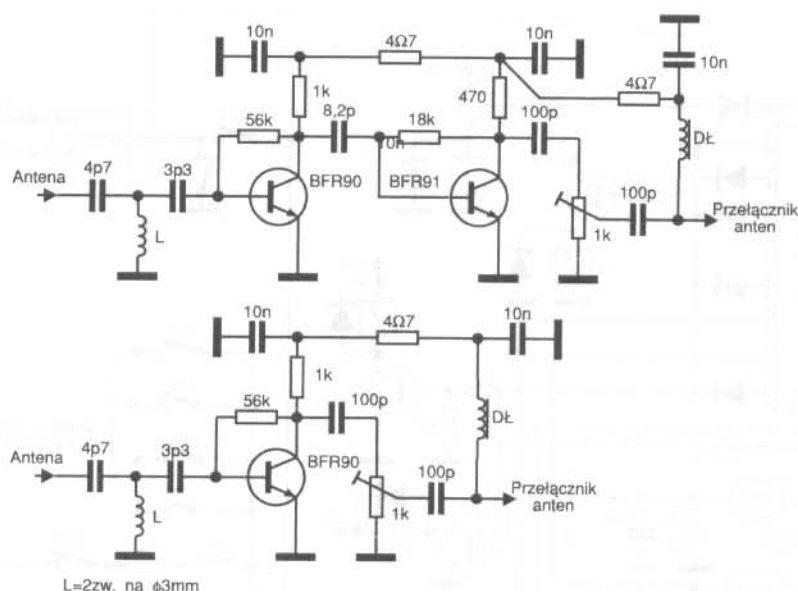 10n
4Ω7
10n
10n
4Ω7
1k
470
56k
8,2p
18k
100p
DŁ
10n
4p7
3p3
BFR90
BFR91
Antena
100p
L
1k
Przełącznik
anten
10n
4Ω7
10n
1k
56k
100p
DŁ
4p7
3p3
BFR90
Antena
100p
L
1k
Przełącznik
anten
L=2zw. na ϕ3mm